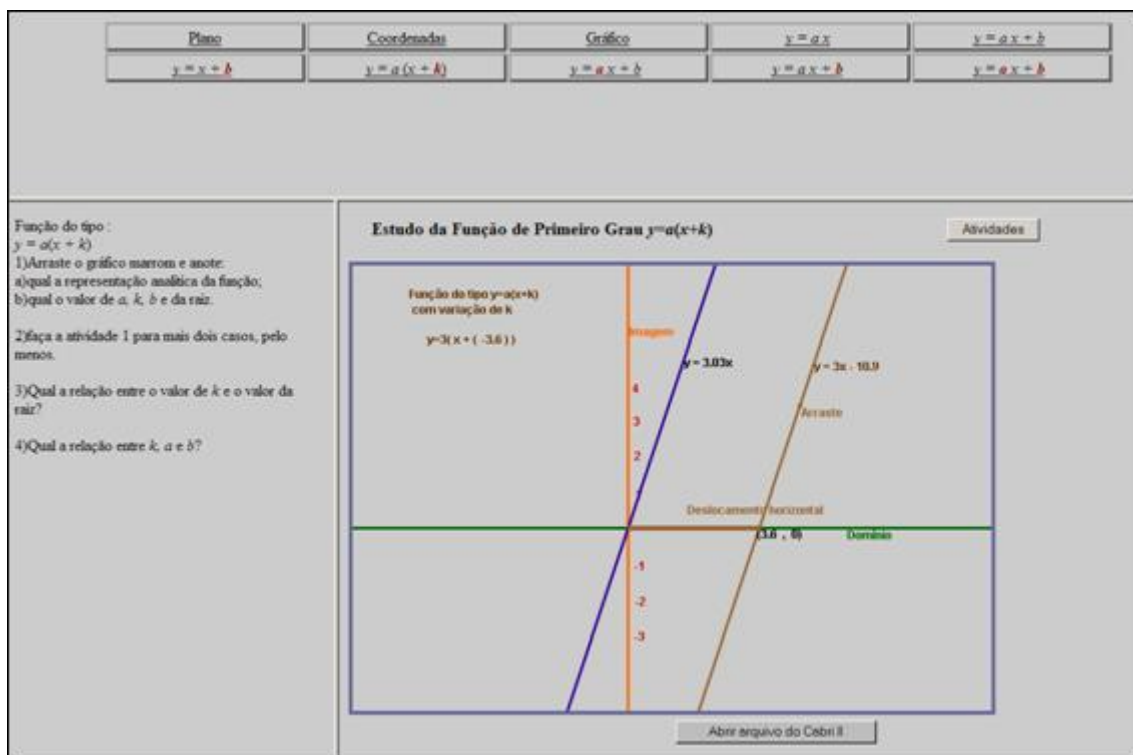 Plano
Coordenadas
Gráfico
y = a x
y = a x + b
y = x + b
y = a (x + k)
y = a x + b
y = a x + b
y = a x + b
Função do tipo :
y = a(x + k)
1)Arraste o gráfico marrom e anote:
a)qual a representação analítica da função;
b)qual o valor de a, k, b e da raiz.
2)faça a atividade 1 para mais dois casos, pelo
menos.
3)Qual a relação entre o valor de k e o valor da
raiz?
4)Qual a relação entre k, a e b?
Estudo da Função de Primeiro Grau y=a(x+k)
Atividades
Função do tipo y=a(x+k)
com variação de k
y=3( x + ( -3.6 ) )
Imagem
y = 3.03x
y = 3x - 10.9
4
Arraste
3
2
1
Deslocamento horizontal
(3.6 , 0)
Domínio
-1
-2
-3
Abrir arquivo do Cabri II